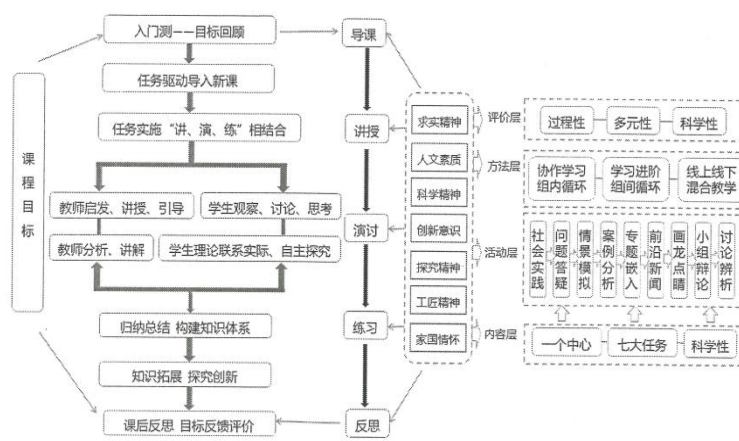 课程目标
入门测——目标回顾
任务驱动导入新课
任务实施“讲、演、练”相结合
教师启发、讲授、引导
学生观察、讨论、思考
教师分析、讲解
学生理论联系实际、自主探究
归纳总结 构建知识体系
知识拓展 探究创新
课后反思 目标反馈评价
导课
讲授
演讨
练习
反思
求实精神
人文素质
科学精神
创新意识
探究精神
工匠精神
家国情怀
评价层
过程性
多元性
科学性
方法层
协作学习
组内循环
学习进阶
组间循环
线上线下
混合教学
活动层
社会实践
问题答疑
情景模拟
案例分析
专题嵌入
前沿新闻
画龙点睛
小组辩论
讨论辨析
内容层
一个中心
七大任务
科学性